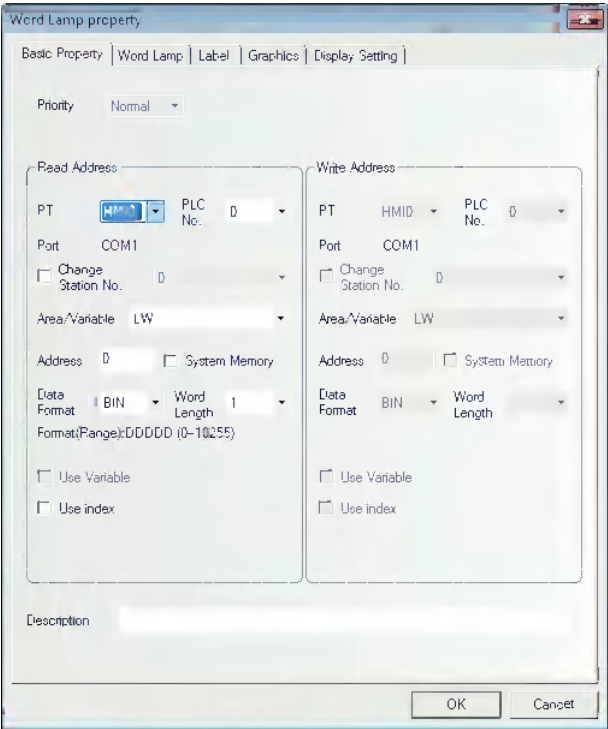 Word Lamp property
Basic Property Word Lamp Label Graphics Display Setting
Priority Normal
Read Address
PT HMI0 PLC No. 0
Port COM1
Change Station No. 0
Area/Variable LW
Address 0 System Memory
Data Format BIN Word Length 1
Format(Range):DDDDD (0~10255)
Use Variable
Use index
Write Address
PT HMI0 PLC No. 0
Port COM1
Change Station No. 0
Area/Variable LW
Address 0 System Memory
Data Format BIN Word Length
Use Variable
Use index
Description
OK Cancel